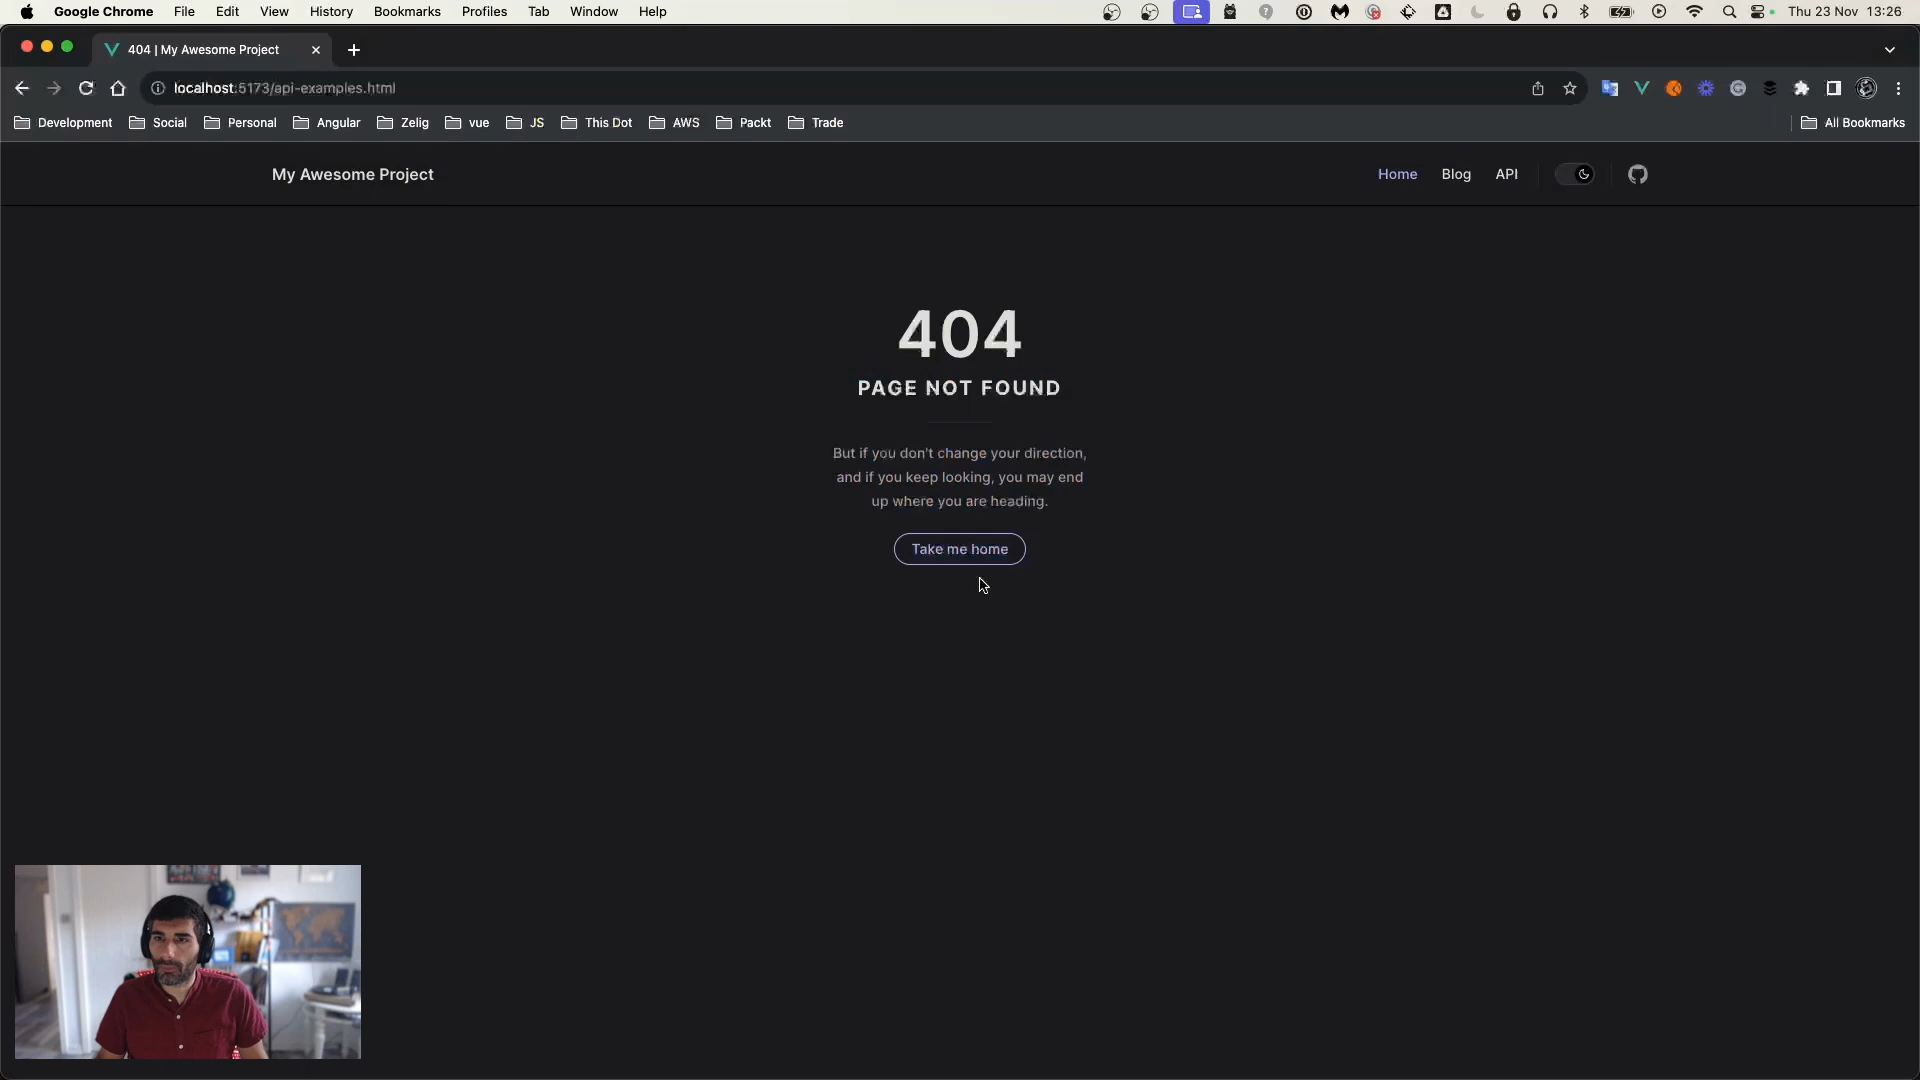 Google Chrome File Edit View History Bookmarks Profiles Tab Window Help Thu 23 Nov 13:26
404 | My Awesome Project
localhost:5173/api-examples.html
Development Social Personal Angular Zelig vue JS This Dot AWS Packt Trade All Bookmarks
My Awesome Project Home Blog API
404
PAGE NOT FOUND
But if you don't change your direction,
and if you keep looking, you may end
up where you are heading.
Take me home